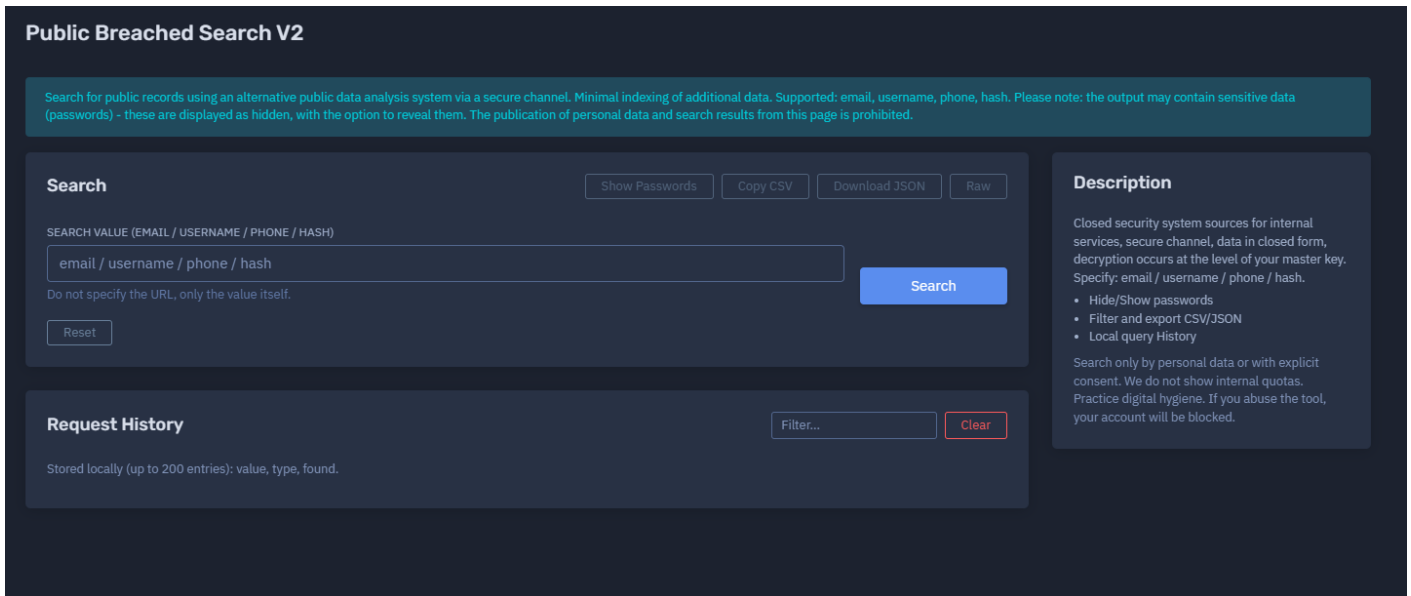 Public Breached Search V2
Search for public records using an alternative public data analysis system via a secure channel. Minimal indexing of additional data. Supported: email, username, phone, hash. Please note: the output may contain sensitive data
(passwords) - these are displayed as hidden, with the option to reveal them. The publication of personal data and search results from this page is prohibited.
Search
Show Passwords
Copy CSV
Download JSON
Raw
SEARCH VALUE (EMAIL / USERNAME / PHONE / HASH)
email / username / phone / hash
Search
Do not specify the URL, only the value itself.
Reset
Request History
Filter...
Clear
Stored locally (up to 200 entries): value, type, found.
Description
Closed security system sources for internal
services, secure channel, data in closed form,
decryption occurs at the level of your master key.
Specify: email / username / phone / hash.
• Hide/Show passwords
• Filter and export CSV/JSON
• Local query History
Search only by personal data or with explicit
consent. We do not show internal quotas.
Practice digital hygiene. If you abuse the tool,
your account will be blocked.